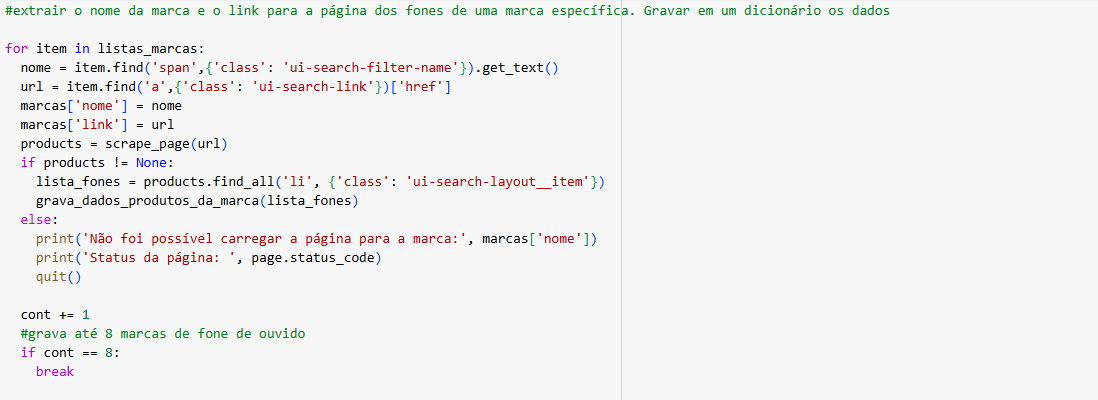 #extrair o nome da marca e o link para a página dos fones de uma marca específica. Gravar em um dicionário os dados
for item in listas_marcas:
  nome = item.find('span',{'class': 'ui-search-filter-name'}).get_text()
  url = item.find('a',{'class': 'ui-search-link'})['href']
  marcas['nome'] = nome
  marcas['link'] = url
  products = scrape_page(url)
  if products != None:
    lista_fones = products.find_all('li', {'class': 'ui-search-layout__item'})
    grava_dados_produtos_da_marca(lista_fones)
  else:
    print('Não foi possível carregar a página para a marca:', marcas['nome'])
    print('Status da página: ', page.status_code)
    quit()
  cont += 1
  #grava até 8 marcas de fone de ouvido
  if cont == 8:
    break